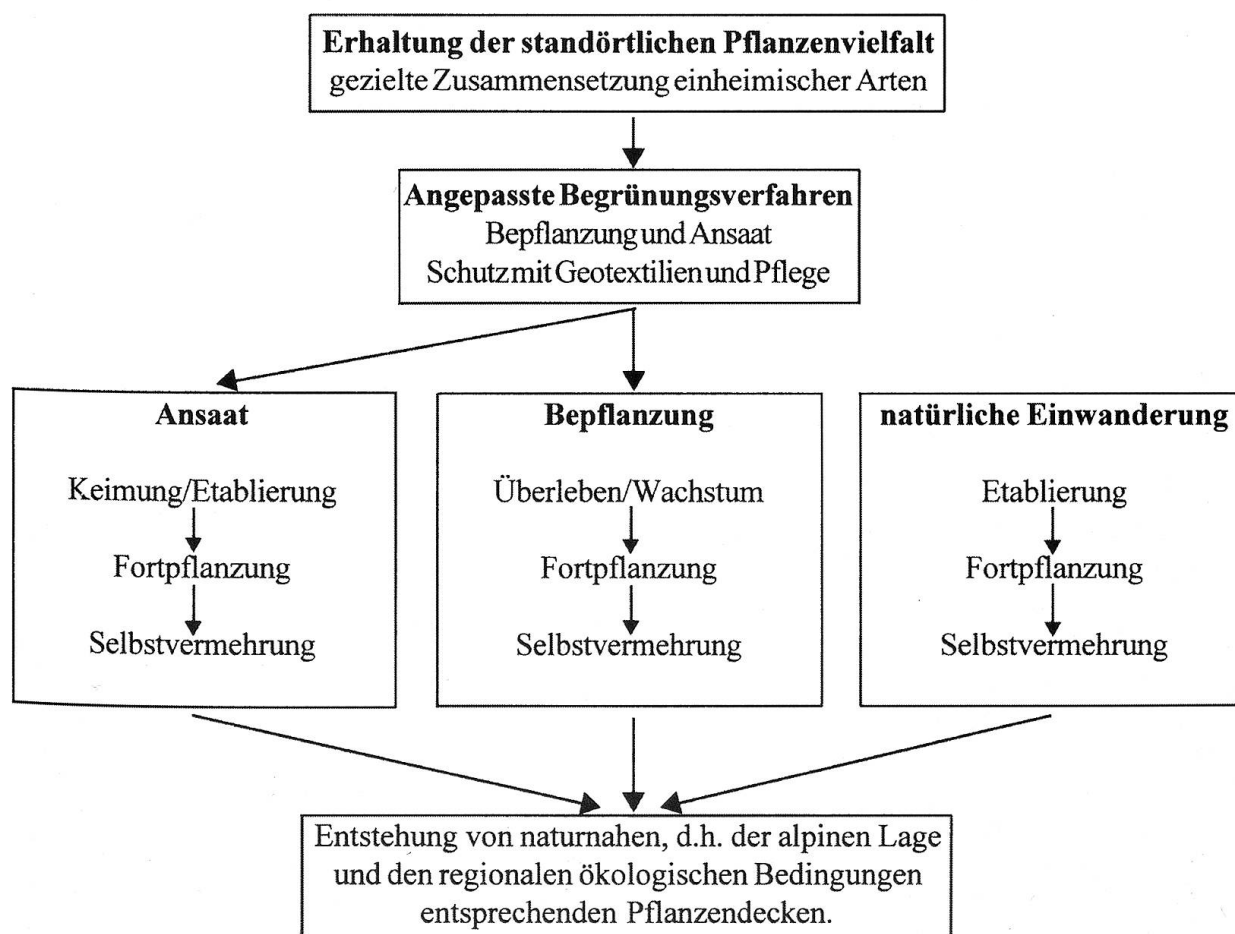 Erhaltung der standörtlichen Pflanzenvielfalt
gezielte Zusammensetzung einheimischer Arten
Angepasste Begrünungsverfahren
Bepflanzung und Ansaat
Schutz mit Geotextilien und Pflege
Ansaat
Keimung/Etablierung
Fortpflanzung
Selbstvermehrung
Bepflanzung
Überleben/Wachstum
Fortpflanzung
Selbstvermehrung
natürliche Einwanderung
Etablierung
Fortpflanzung
Selbstvermehrung
Entstehung von naturnahen, d.h. der alpinen Lage
und den regionalen ökologischen Bedingungen
entsprechenden Pflanzendecken.